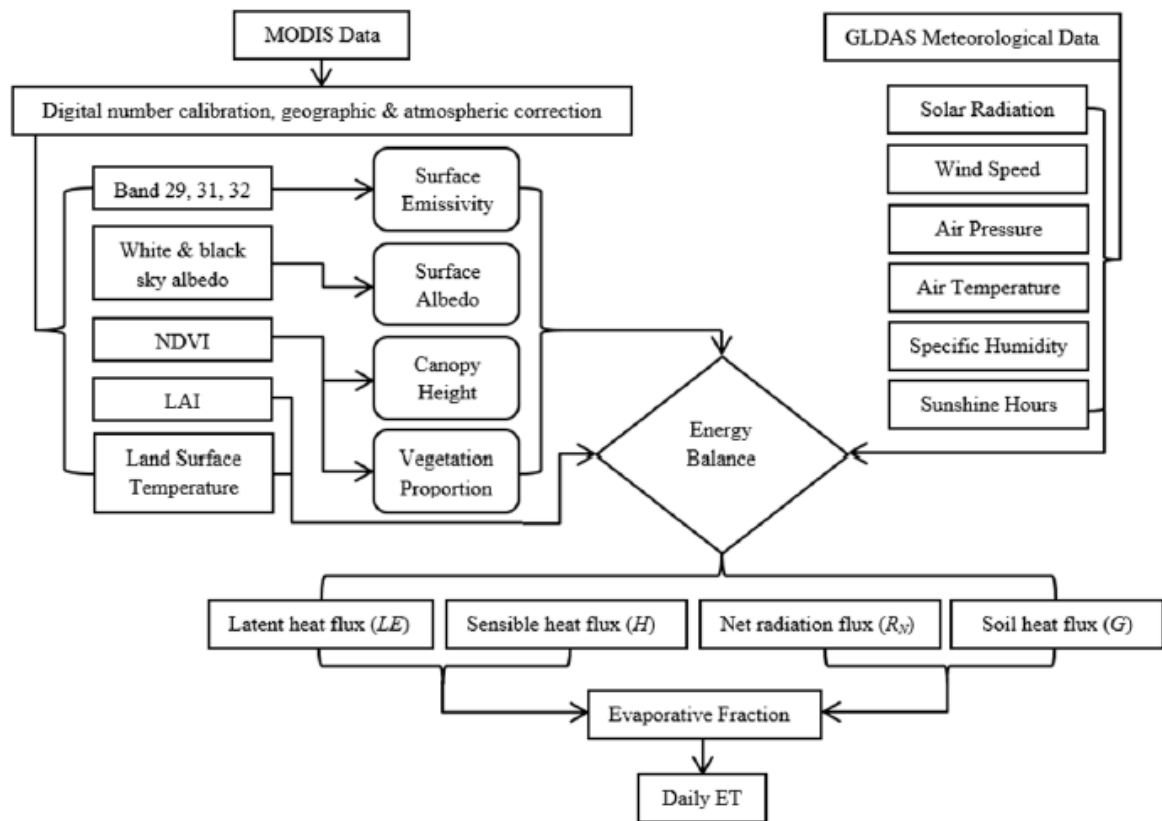 MODIS Data
GLDAS Meteorological Data
Digital number calibration, geographic & atmospheric correction
Band 29, 31, 32
White & black
sky albedo
NDVI
LAI
Land Surface
Temperature
Surface
Emissivity
Surface
Albedo
Canopy
Height
Vegetation
Proportion
Solar Radiation
Wind Speed
Air Pressure
Air Temperature
Specific Humidity
Sunshine Hours
Energy
Balance
Latent heat flux (LE)
Sensible heat flux (H)
Net radiation flux (R_N)
Soil heat flux (G)
Evaporative Fraction
Daily ET